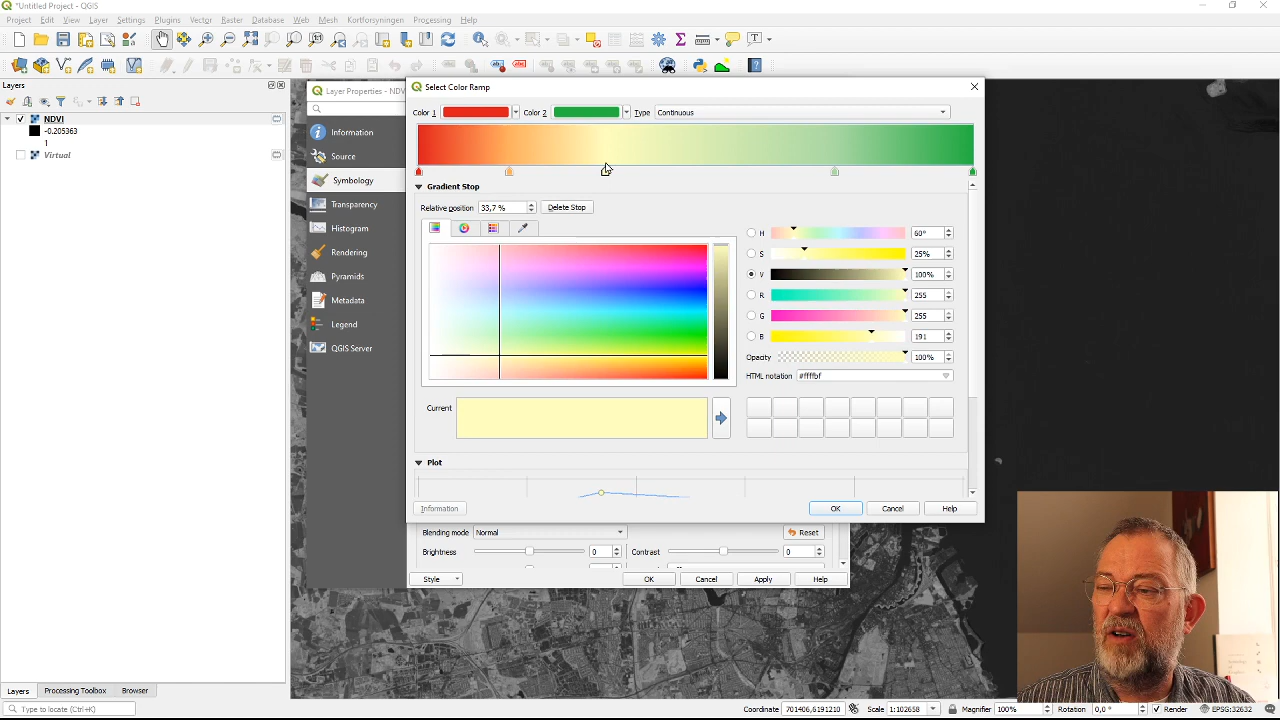 *Untitled Project - QGIS
Project Edit View Layer Settings Plugins Vector Raster Database Web Mesh Kortforsyningen Processing Help
Layers
NDVI
-0.205363
1
Virtual
Layer Properties - NDV
Information
Source
Symbology
Transparency
Histogram
Rendering
Pyramids
Metadata
Legend
QGIS Server
Select Color Ramp
Color 1 Color 2 Type Continuous
Gradient Stop
Relative position 33,7 % Delete Stop
H 60°
S 25%
V 100%
R 255
G 255
B 191
Opacity 100%
HTML notation #ffffbf
Current
Plot
Information OK Cancel Help
Blending mode Normal Reset
Brightness 0 Contrast 0
Style OK Cancel Apply Help
Layers Processing Toolbox Browser
Type to locate (Ctrl+K) Coordinate 701406,6191210 Scale 1:102658 Magnifier 100% Rotation 0,0° Render EPSG:32632